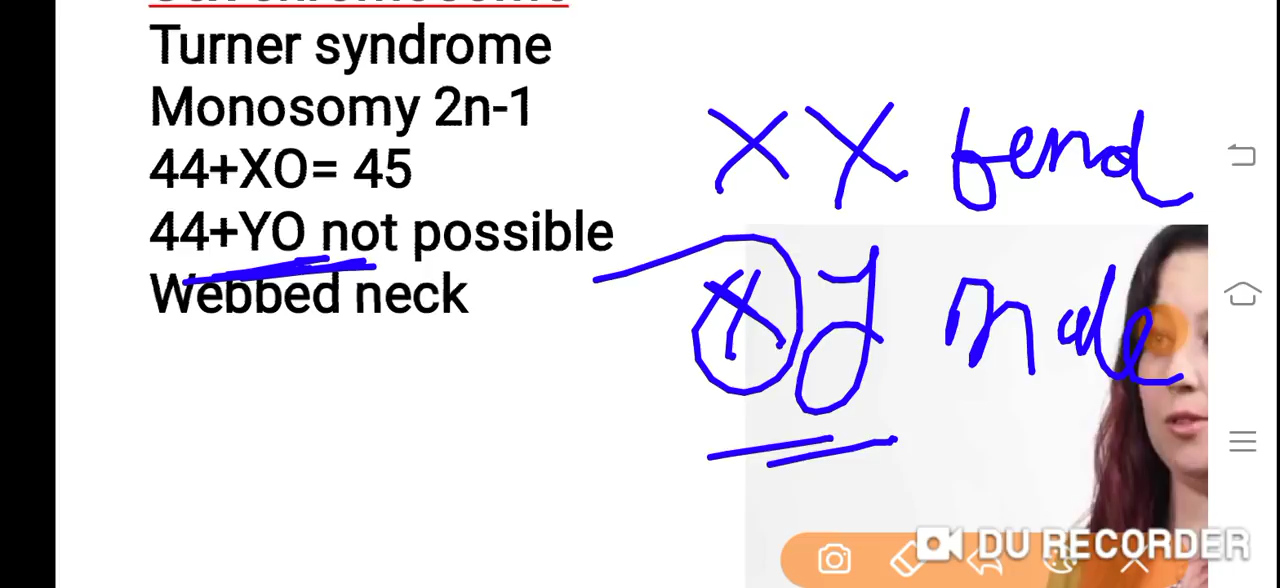 Turner syndrome
Monosomy 2n-1
44+XO= 45
44+YO not possible
Webbed neck
XX
XY male
DU RECORDER